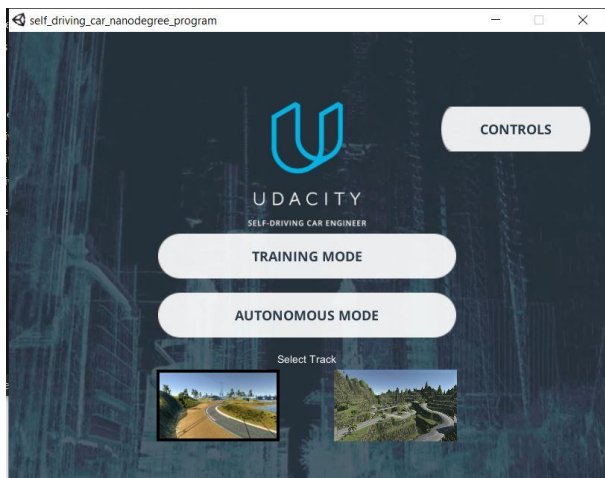 self_driving_car_nanodegree_program
CONTROLS
UDACITY
SELF-DRIVING CAR ENGINEER
TRAINING MODE
AUTONOMOUS MODE
Select Track